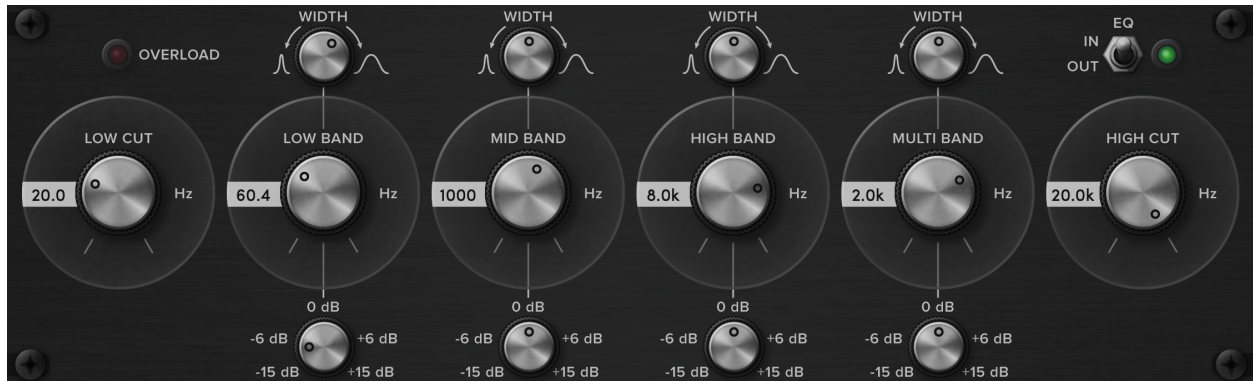 WIDTH
WIDTH
WIDTH
WIDTH
EQ
IN
OUT
OVERLOAD
LOW CUT
20.0
Hz
LOW BAND
60.4
Hz
MID BAND
1000
Hz
HIGH BAND
8.0k
Hz
MULTI BAND
2.0k
Hz
HIGH CUT
20.0k
Hz
0 dB
-6 dB
+6 dB
-15 dB
+15 dB
0 dB
-6 dB
+6 dB
-15 dB
+15 dB
0 dB
-6 dB
+6 dB
-15 dB
+15 dB
0 dB
-6 dB
+6 dB
-15 dB
+15 dB